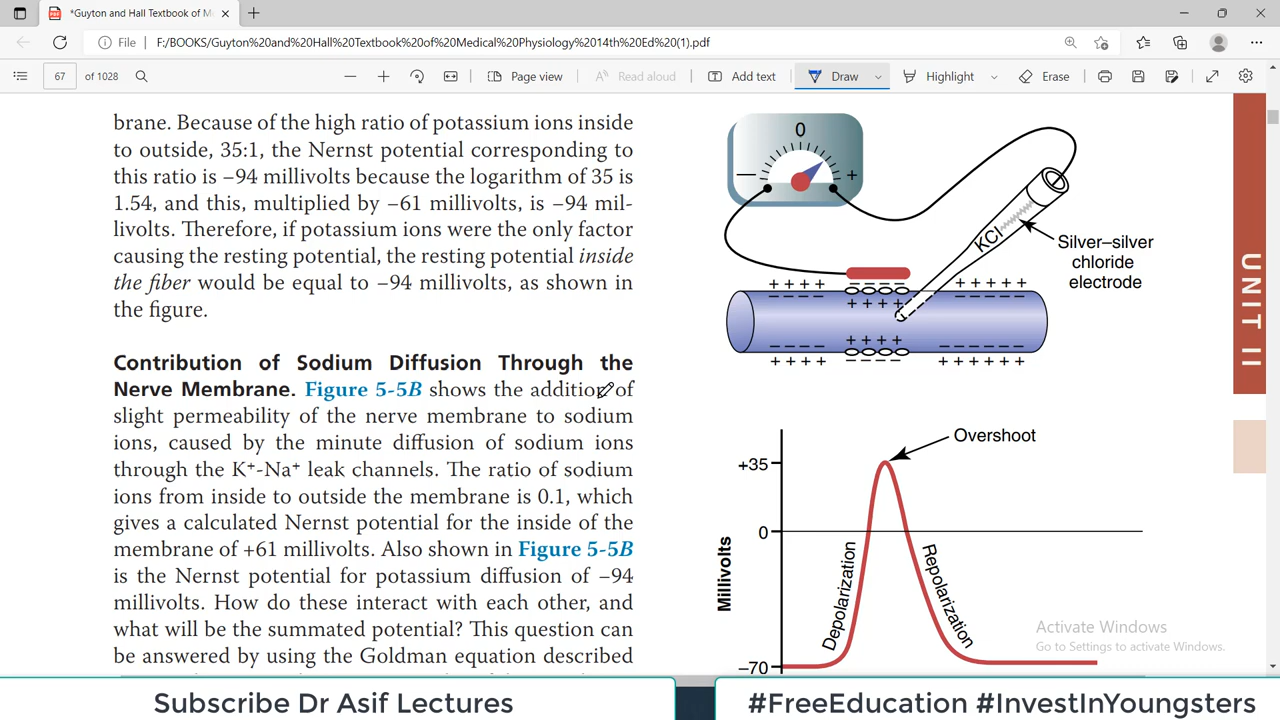 *Guyton and Hall Textbook of M
File
F:/BOOKS/Guyton%20and%20Hall%20Textbook%20of%20Medical%20Physiology%2014th%20Ed%20(1).pdf
67 of 1028
Page view
Read aloud
Add text
Draw
Highlight
Erase
brane. Because of the high ratio of potassium ions inside
to outside, 35:1, the Nernst potential corresponding to
this ratio is –94 millivolts because the logarithm of 35 is
1.54, and this, multiplied by –61 millivolts, is –94 mil-
livolts. Therefore, if potassium ions were the only factor
causing the resting potential, the resting potential inside
the fiber would be equal to –94 millivolts, as shown in
the figure.
Contribution of Sodium Diffusion Through the
Nerve Membrane. Figure 5-5B shows the addition of
slight permeability of the nerve membrane to sodium
ions, caused by the minute diffusion of sodium ions
through the K⁺-Na⁺ leak channels. The ratio of sodium
ions from inside to outside the membrane is 0.1, which
gives a calculated Nernst potential for the inside of the
membrane of +61 millivolts. Also shown in Figure 5-5B
is the Nernst potential for potassium diffusion of –94
millivolts. How do these interact with each other, and
what will be the summated potential? This question can
be answered by using the Goldman equation described
0
— +
KCl
Silver–silver
chloride
electrode
+ + + + – – – – + + + + +
– – – – + + + + – – – – –
– – – – + + + + – – – – – –
+ + + + – – – – + + + + + +
Overshoot
+35
0
–70
Millivolts
Depolarization
Repolarization
UNIT II
Activate Windows
Go to Settings to activate Windows.
Subscribe Dr Asif Lectures
#FreeEducation #InvestInYoungsters